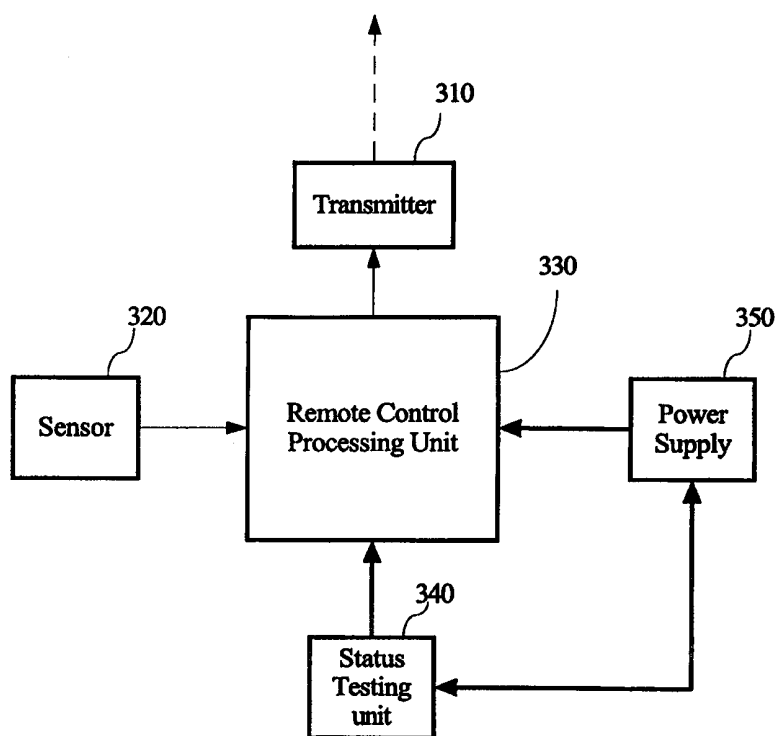 310
Transmitter
330
320
350
Sensor
Remote Control
Processing Unit
Power
Supply
340
Status
Testing
unit